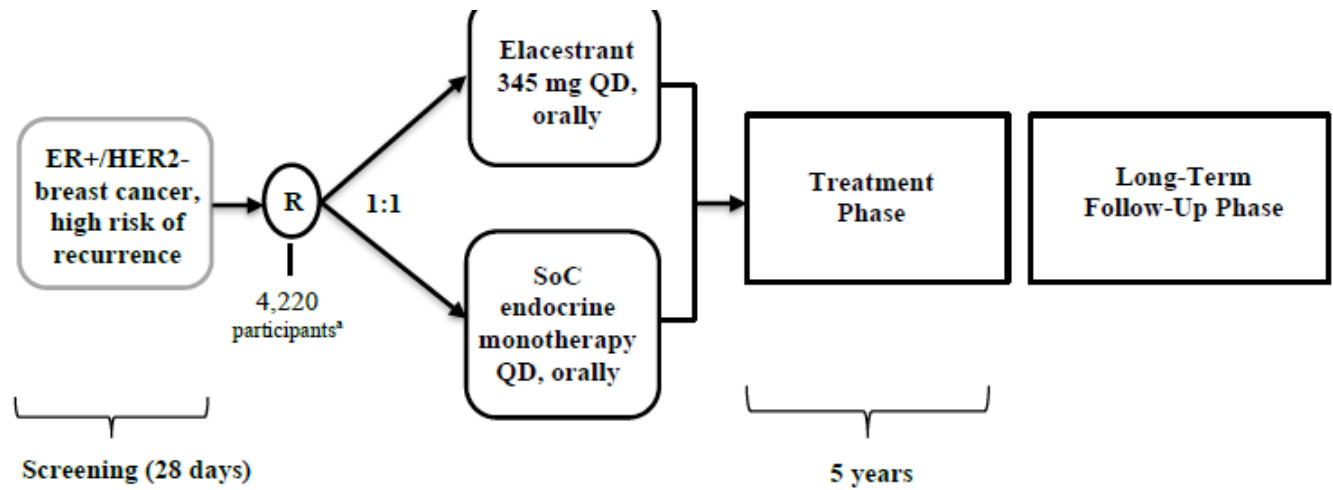 ER+/HER2-
breast cancer,
high risk of
recurrence
R
4,220
participantsª
1:1
Elacestrant
345 mg QD,
orally
SoC
endocrine
monotherapy
QD, orally
Treatment
Phase
Long-Term
Follow-Up Phase
Screening (28 days)
5 years